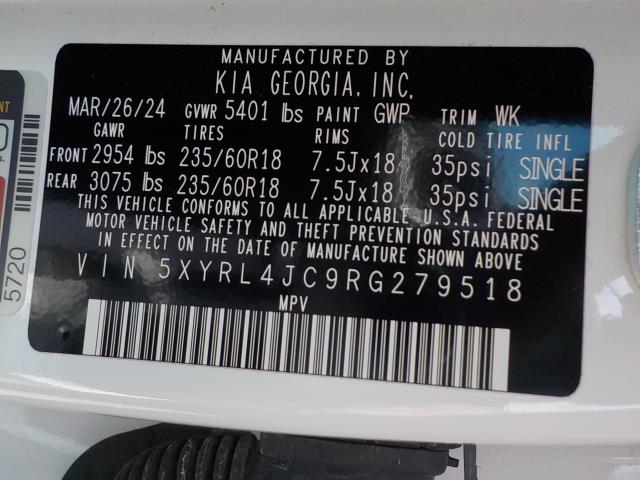 MANUFACTURED BY
KIA GEORGIA, INC.
MAR/26/24 GVWR 5401 lbs PAINT GWP TRIM WK
GAWR TIRES RIMS COLD TIRE INFL
FRONT 2954 lbs 235/60R18 7.5Jx18 35psi SINGLE
REAR 3075 lbs 235/60R18 7.5Jx18 35psi SINGLE
THIS VEHICLE CONFORMS TO ALL APPLICABLE U.S.A. FEDERAL
MOTOR VEHICLE SAFETY AND THEFT PREVENTION STANDARDS
IN EFFECT ON THE DATE OF MANUFACTURE SHOWN ABOVE
VIN 5XYRL4JC9RG279518
MPV
5720